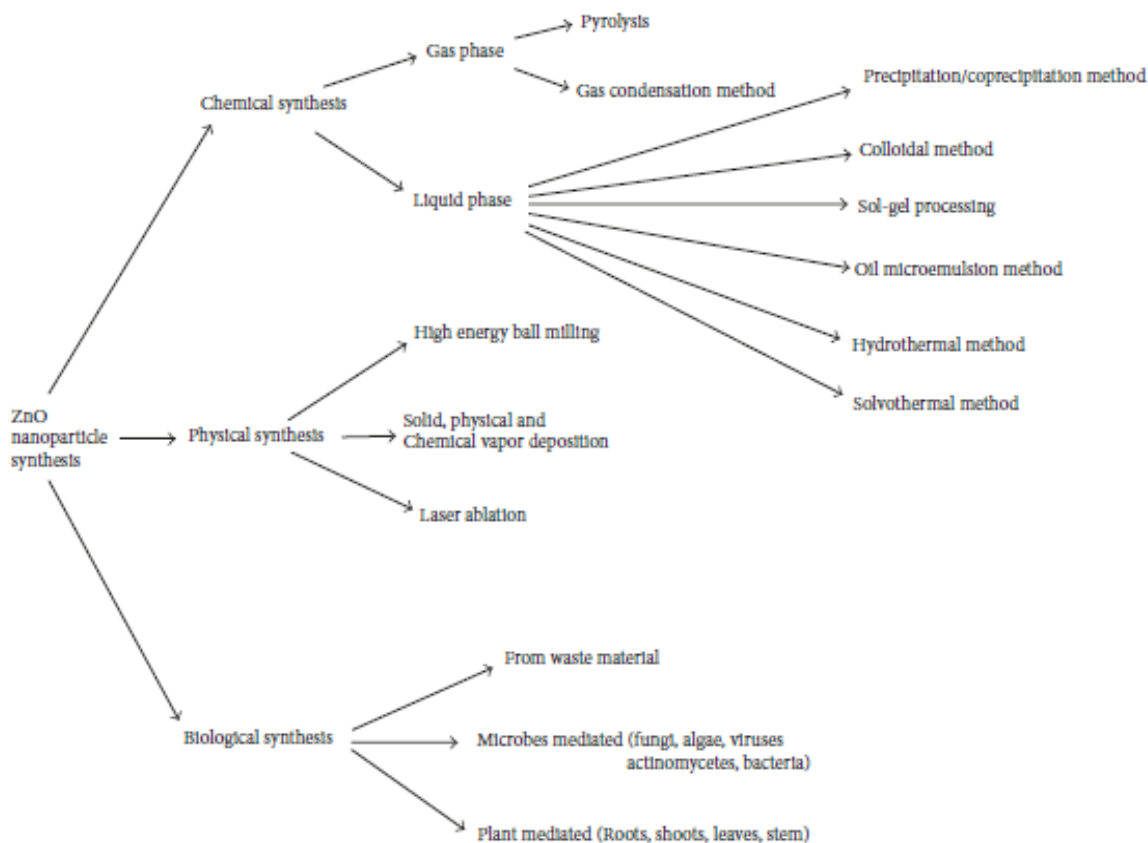 Pyrolysis
Gas phase
Gas condensation method
Chemical synthesis
Precipitation/coprecipitation method
Colloidal method
Liquid phase
Sol-gel processing
Oil microemulsion method
Hydrothermal method
Solvothermal method
High energy ball milling
ZnO
nanoparticle
synthesis
Physical synthesis
Solid, physical and
Chemical vapor deposition
Laser ablation
From waste material
Biological synthesis
Microbes mediated (fungi, algae, viruses
actinomycetes, bacteria)
Plant mediated (Roots, shoots, leaves, stem)